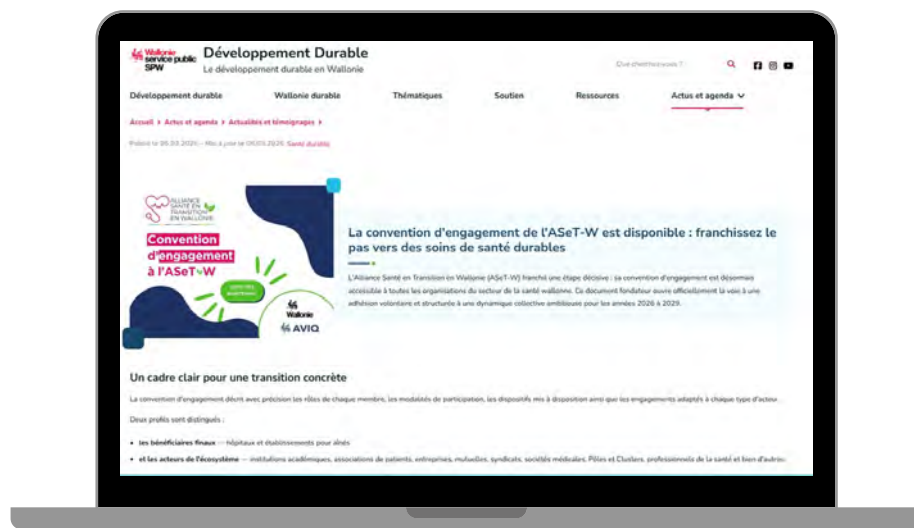 Wallonie
service public
SPW
Développement Durable
Le développement durable en Wallonie
Que cherchez-vous ?
Développement durable Wallonie durable Thématiques Soutien Ressources Actus et agenda
Accueil > Actus et agenda > Actualités et témoignages >
Santé durable
ALLIANCE
SANTÉ EN
TRANSITION
EN WALLONIE
Convention
d'engagement
à l'ASeT-W
Wallonie
AVIQ
La convention d'engagement de l'ASeT-W est disponible : franchissez le
pas vers des soins de santé durables
L'Alliance Santé en Transition en Wallonie (ASeT-W) franchit une étape décisive : sa convention d'engagement est désormais
accessible à toutes les organisations du secteur de la santé wallonne. Ce document fondateur ouvre officiellement la voie à une
adhésion volontaire et structurée à une dynamique collective ambitieuse pour les années 2026 à 2029.
Un cadre clair pour une transition concrète
La convention d'engagement décrit avec précision les rôles de chaque membre, les modalités de participation, les dispositifs mis à disposition ainsi que les engagements adaptés à chaque type d'acteur.
Deux profils sont distingués :
• les bénéficiaires finaux — hôpitaux et établissements pour aînés
• et les acteurs de l'écosystème — institutions académiques, associations de patients, entreprises, mutuelles, syndicats, sociétés médicales, Pôles et Clusters, professionnels de la santé et bien d'autres.